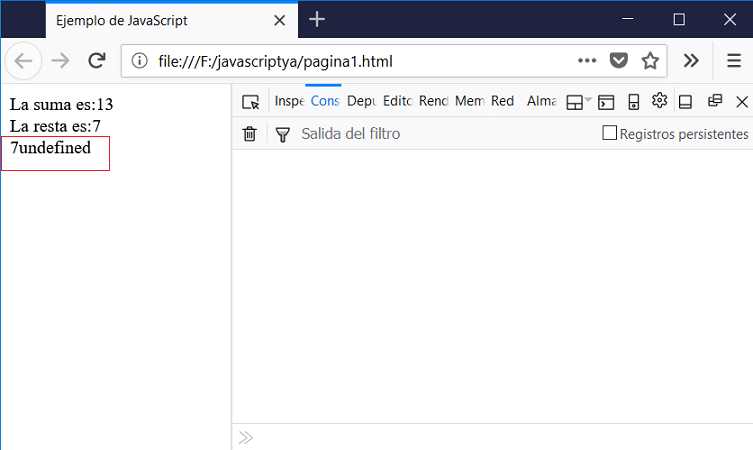 Ejemplo de JavaScript
file:///F:/javascriptya/pagina1.html
La suma es:13
La resta es:7
7undefined
Inspe Cons Depu Edito Rend Mem Red Alma
Salida del filtro Registros persistentes